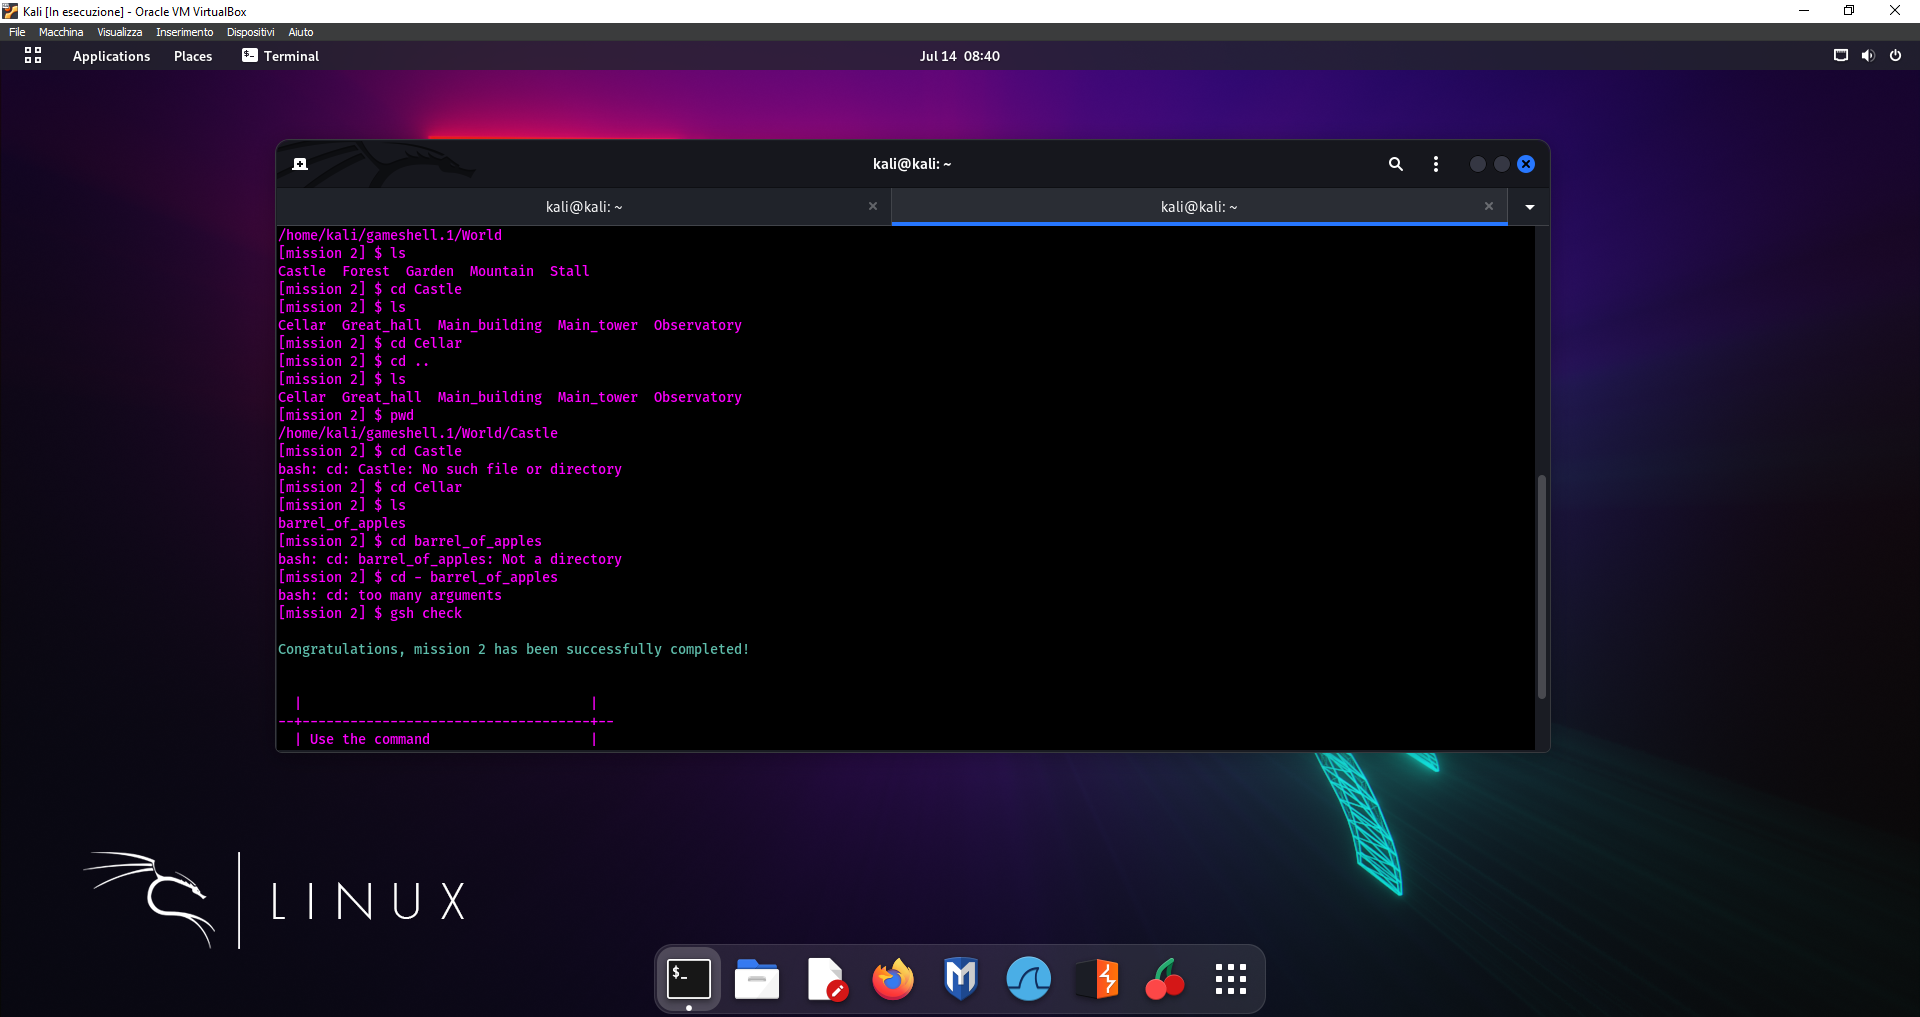 Kali [In esecuzione] - Oracle VM VirtualBox
File Macchina Visualizza Inserimento Dispositivi Aiuto
Applications Places Terminal Jul 14 08:40
kali@kali: ~
kali@kali: ~ kali@kali: ~
/home/kali/gameshell.1/World
[mission 2] $ ls
Castle  Forest  Garden  Mountain  Stall
[mission 2] $ cd Castle
[mission 2] $ ls
Cellar  Great_hall  Main_building  Main_tower  Observatory
[mission 2] $ cd Cellar
[mission 2] $ cd ..
[mission 2] $ ls
Cellar  Great_hall  Main_building  Main_tower  Observatory
[mission 2] $ pwd
/home/kali/gameshell.1/World/Castle
[mission 2] $ cd Castle
bash: cd: Castle: No such file or directory
[mission 2] $ cd Cellar
[mission 2] $ ls
barrel_of_apples
[mission 2] $ cd barrel_of_apples
bash: cd: barrel_of_apples: Not a directory
[mission 2] $ cd - barrel_of_apples
bash: cd: too many arguments
[mission 2] $ gsh check
Congratulations, mission 2 has been successfully completed!
| |
--+------------------------------------+--
| Use the command |
LINUX
$_